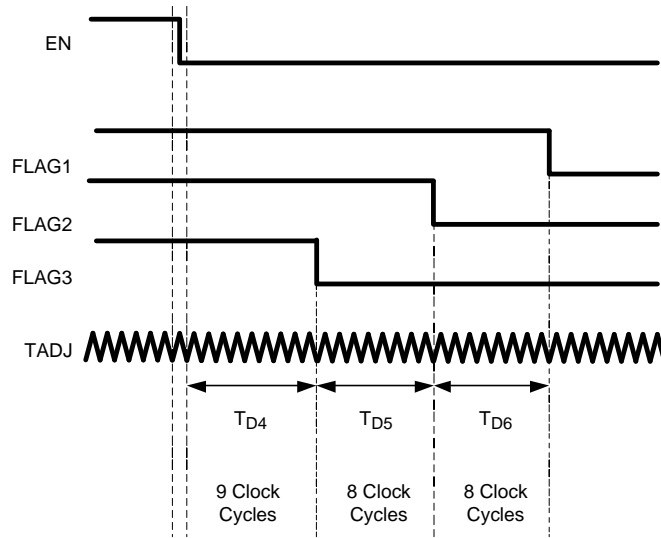 EN
FLAG1
FLAG2
FLAG3
TADJ
TD4
TD5
TD6
9 Clock
Cycles
8 Clock
Cycles
8 Clock
Cycles